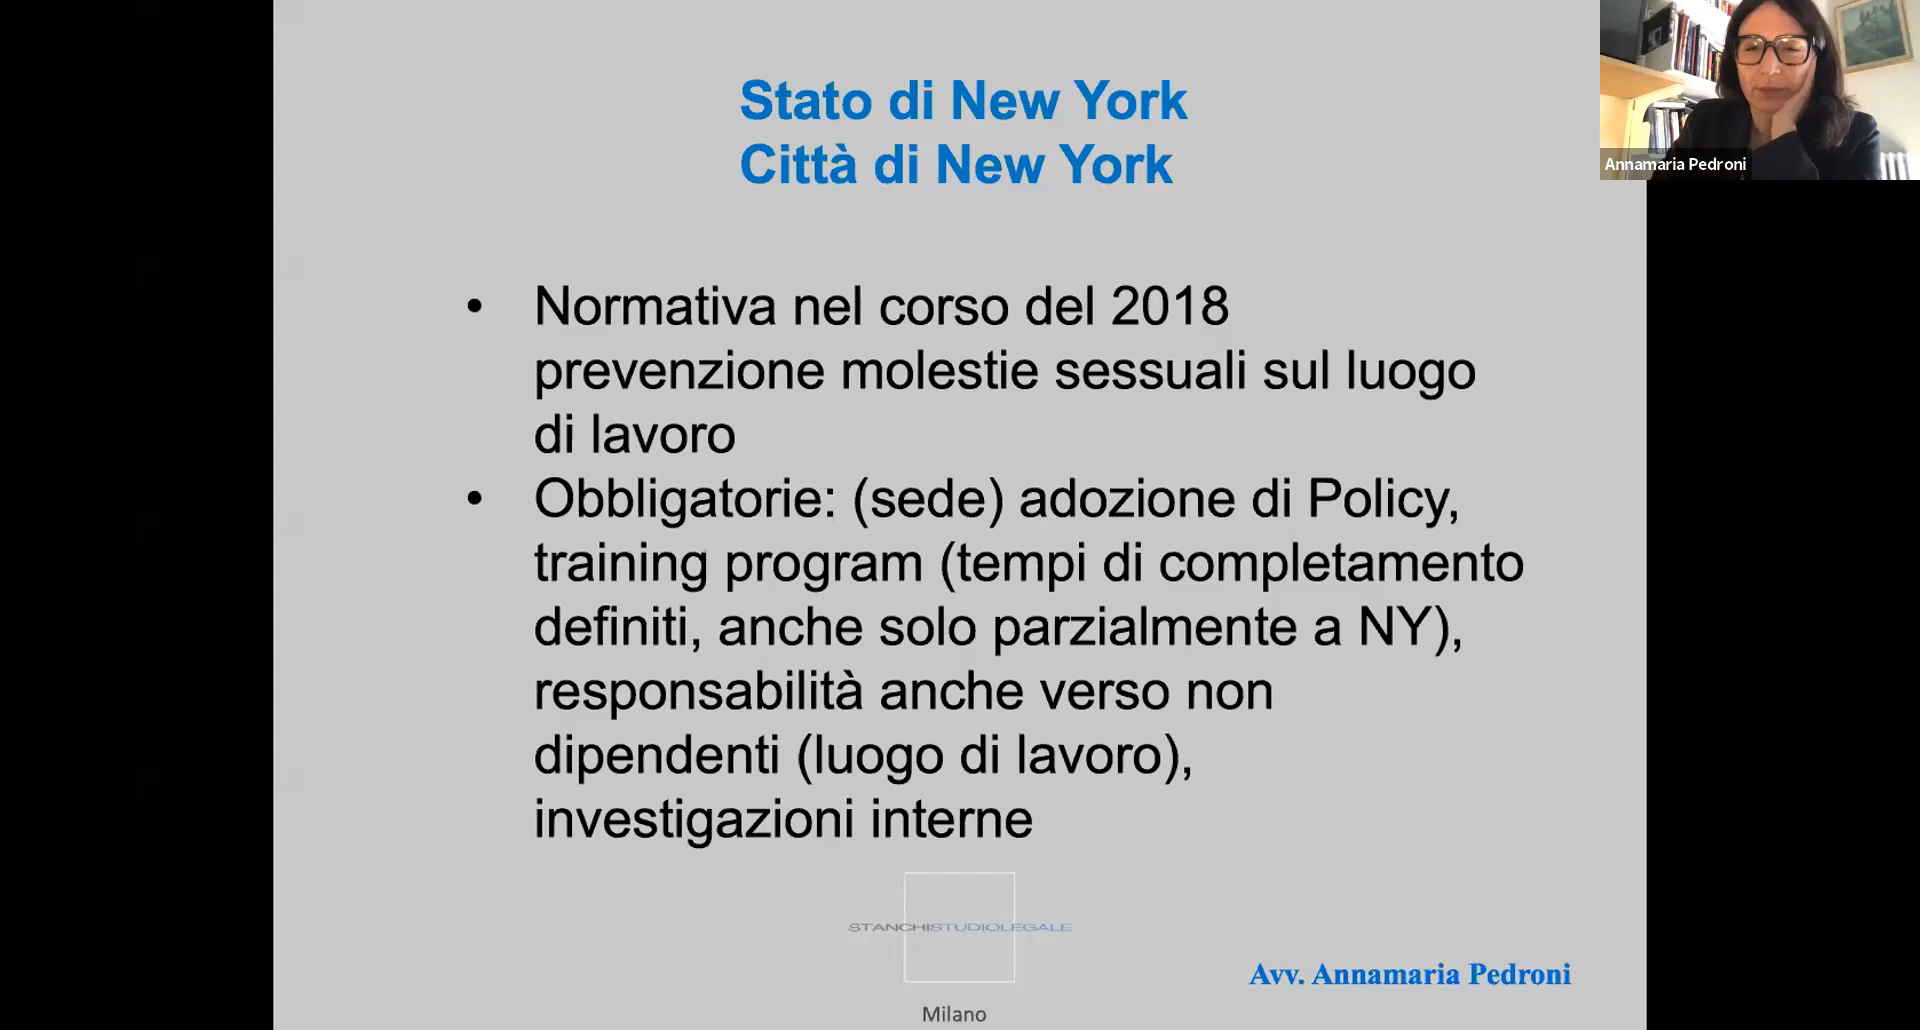 Stato di New York
Città di New York
Annamaria Pedroni
• Normativa nel corso del 2018
prevenzione molestie sessuali sul luogo
di lavoro
• Obbligatorie: (sede) adozione di Policy,
training program (tempi di completamento
definiti, anche solo parzialmente a NY),
responsabilità anche verso non
dipendenti (luogo di lavoro),
investigazioni interne
STANCHISTUDIOLEGALE
Avv. Annamaria Pedroni
Milano